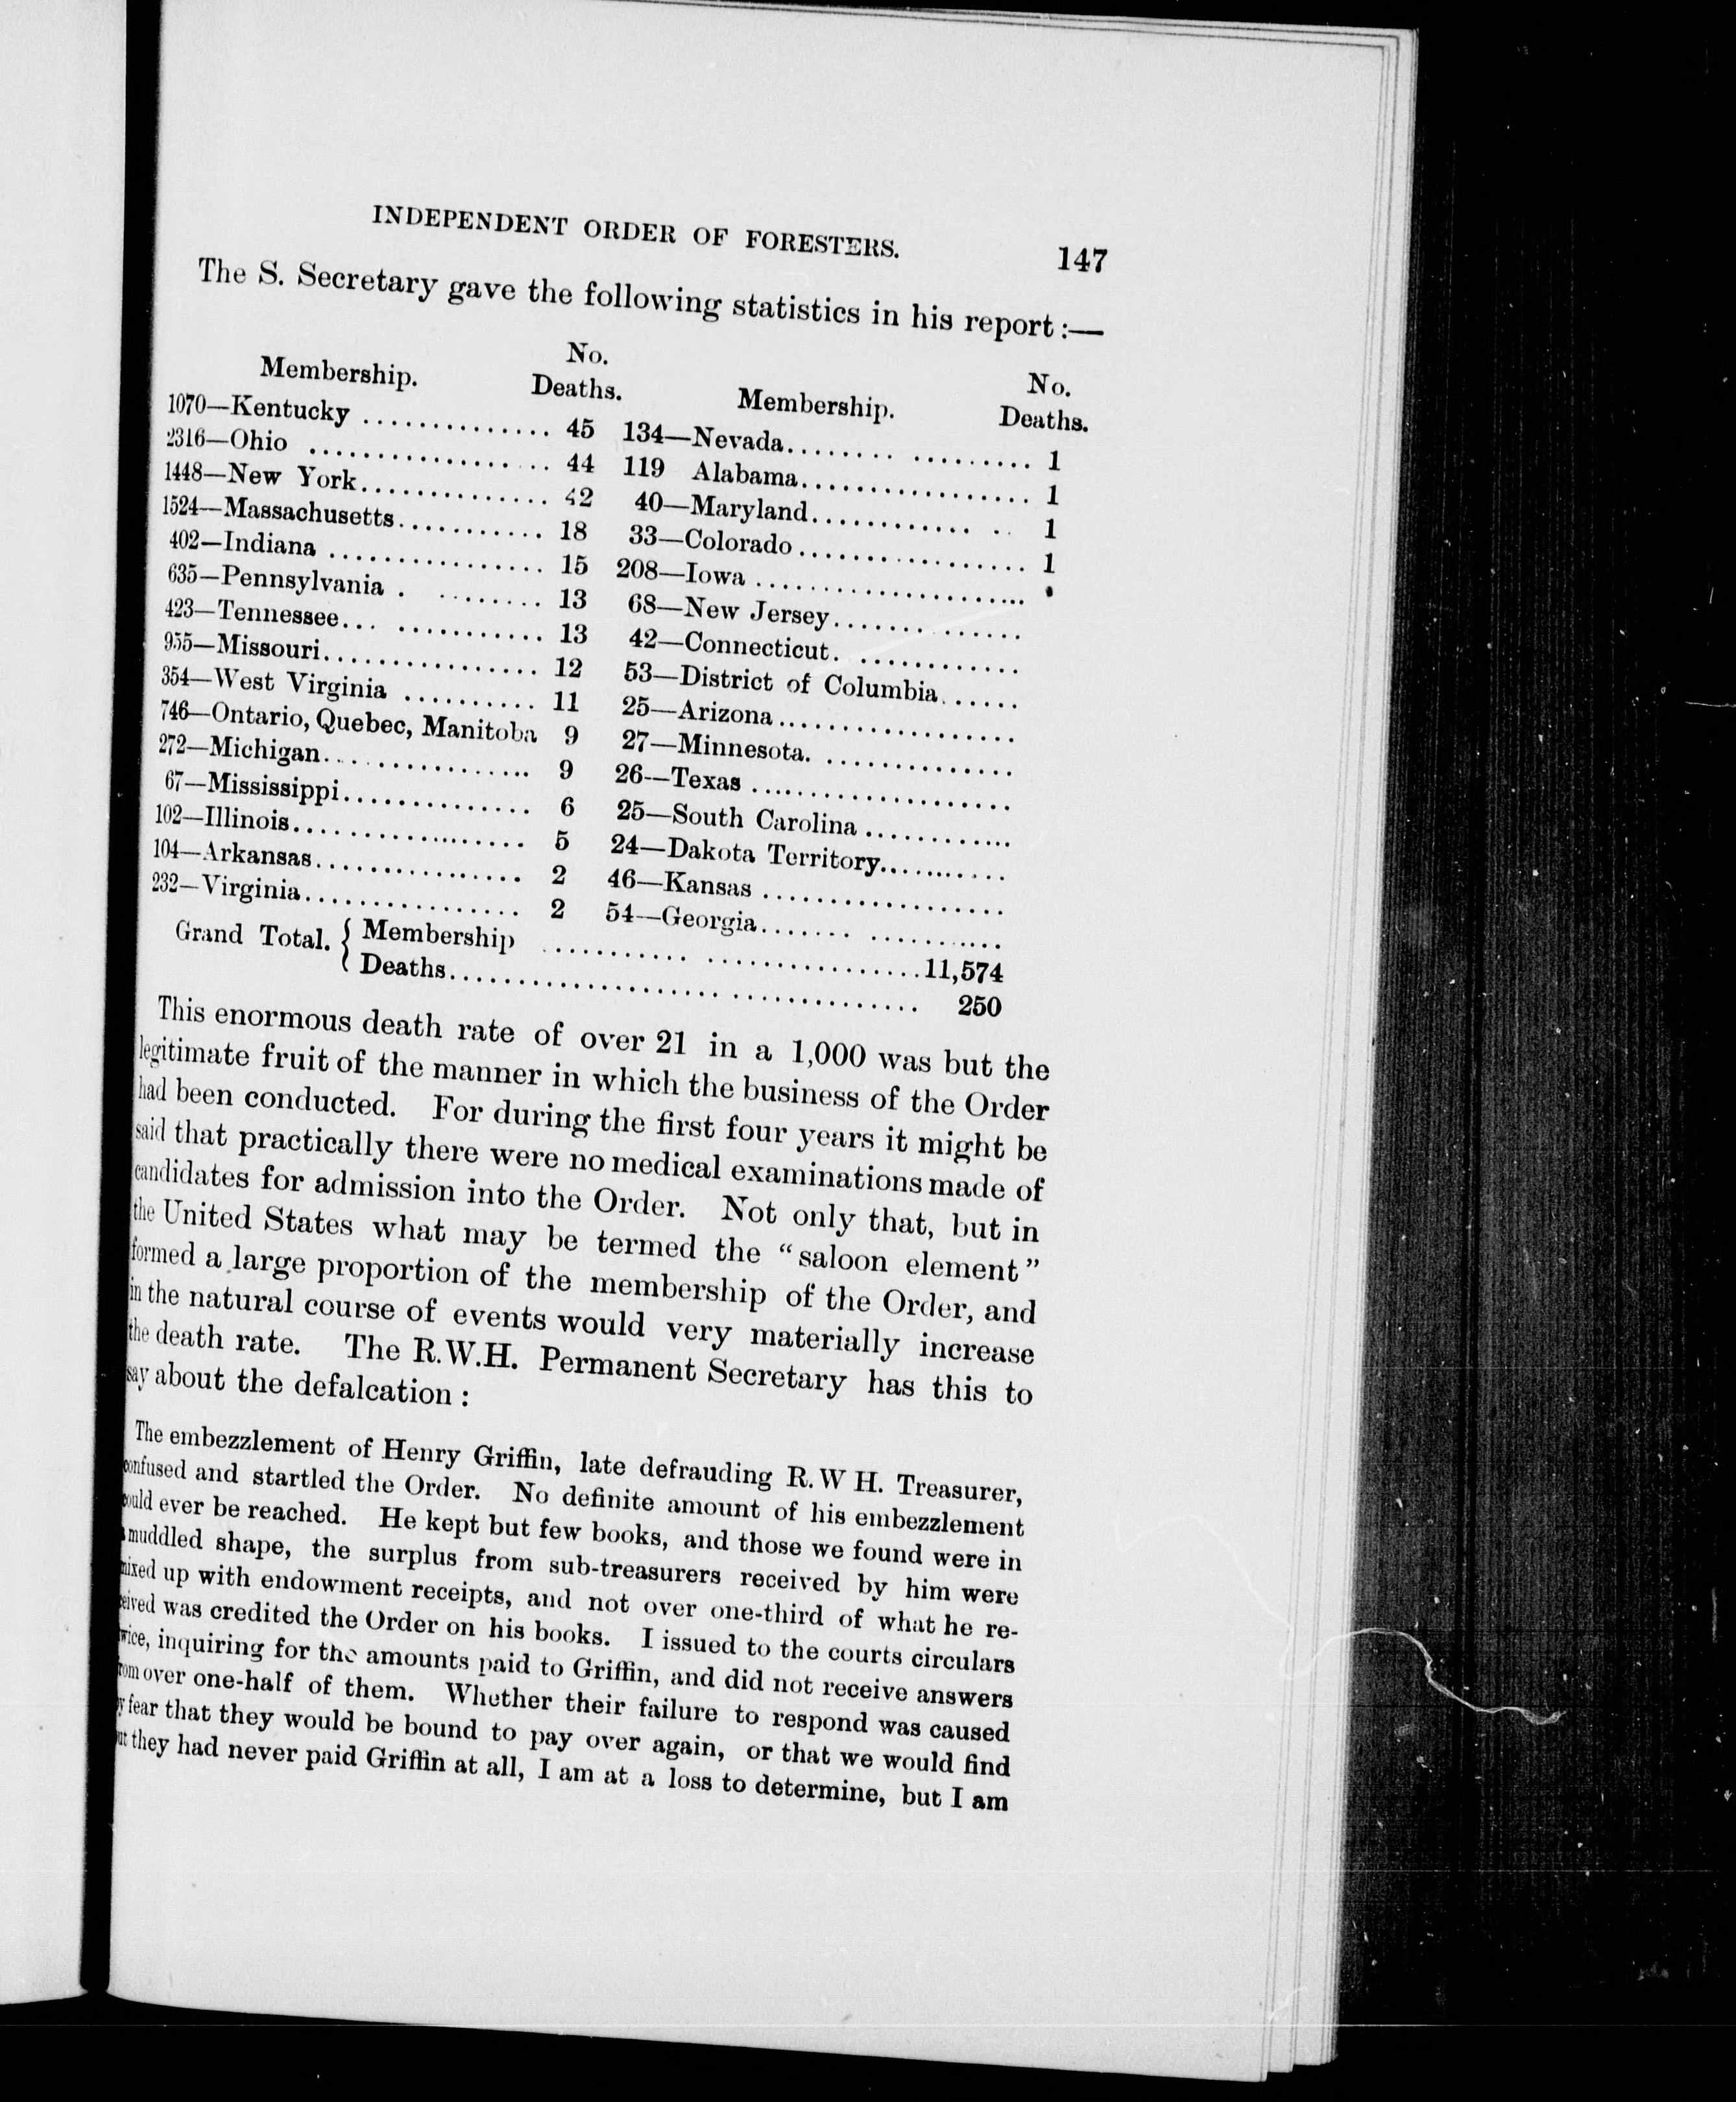 INDEPENDENT ORDER OF FORESTERS. 147
The S. Secretary gave the following statistics in his report :—
Membership. No. Deaths. Membership. No. Deaths.
1070—Kentucky .............. 45 134—Nevada........ ......... 1
2316—Ohio .................. 44 119 Alabama................. 1
1448—New York.............. 42 40—Maryland............ .. 1
1524—Massachusetts........... 18 33—Colorado................. 1
402—Indiana ................ 15 208—Iowa ....................
635—Pennsylvania . ........ 13 68—New Jersey..............
423—Tennessee... ........... 13 42—Connecticut. ............
955—Missouri................ 12 53—District of Columbia......
354—West Virginia .......... 11 25—Arizona..................
746—Ontario, Quebec, Manitoba 9 27—Minnesota. ..............
272—Michigan................ 9 26—Texas ....................
67—Mississippi.............. 6 25—South Carolina ...........
102—Illinois.................. 5 24—Dakota Territory..........
104—Arkansas................ 2 46—Kansas ..................
232—Virginia................ 2 54—Georgia....... ..........
Grand Total. { Membership ........... ................11,574
Deaths.................... .............. 250
This enormous death rate of over 21 in a 1,000 was but the
legitimate fruit of the manner in which the business of the Order
had been conducted. For during the first four years it might be
said that practically there were no medical examinations made of
candidates for admission into the Order. Not only that, but in
the United States what may be termed the “saloon element”
formed a large proportion of the membership of the Order, and
in the natural course of events would very materially increase
the death rate. The R.W.H. Permanent Secretary has this to
say about the defalcation :
The embezzlement of Henry Griffin, late defrauding R. W H. Treasurer,
confused and startled the Order. No definite amount of his embezzlement
could ever be reached. He kept but few books, and those we found were in
muddled shape, the surplus from sub-treasurers received by him were
mixed up with endowment receipts, and not over one-third of what he re-
ceived was credited the Order on his books. I issued to the courts circulars
twice, inquiring for the amounts paid to Griffin, and did not receive answers
from over one-half of them. Whether their failure to respond was caused
by fear that they would be bound to pay over again, or that we would find
they had never paid Griffin at all, I am at a loss to determine, but I am